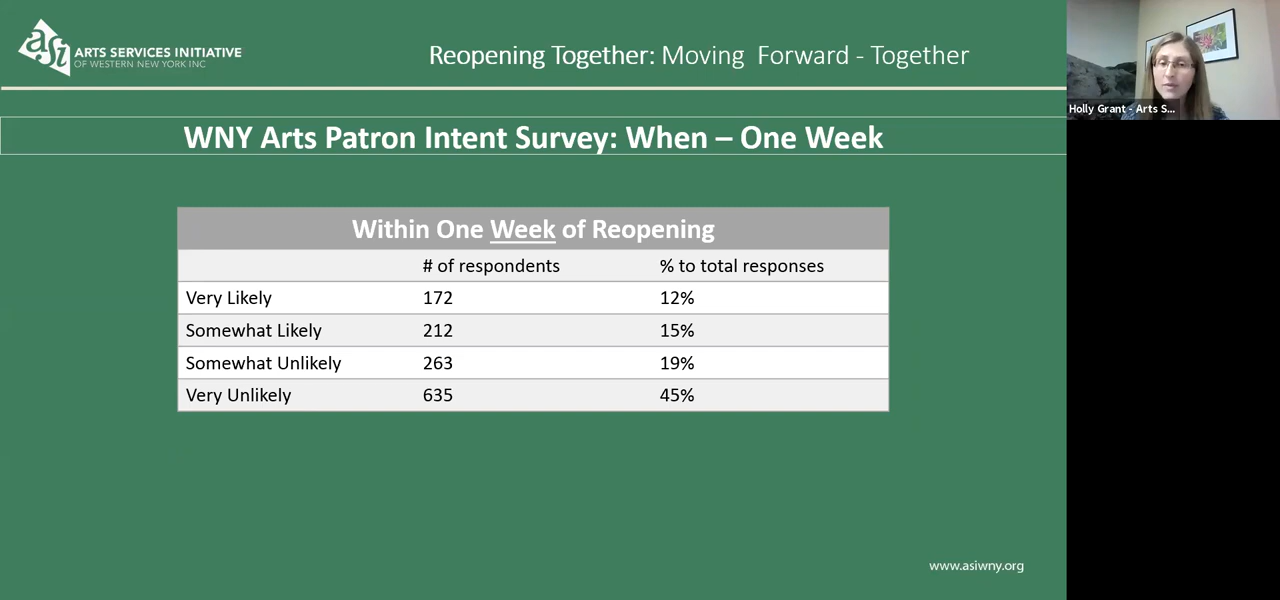 asi
ARTS SERVICES INITIATIVE
OF WESTERN NEW YORK INC
Reopening Together: Moving Forward - Together
Holly Grant - Arts S...
WNY Arts Patron Intent Survey: When – One Week
Within One Week of Reopening
# of respondents % to total responses
Very Likely 172 12%
Somewhat Likely 212 15%
Somewhat Unlikely 263 19%
Very Unlikely 635 45%
www.asiwny.org